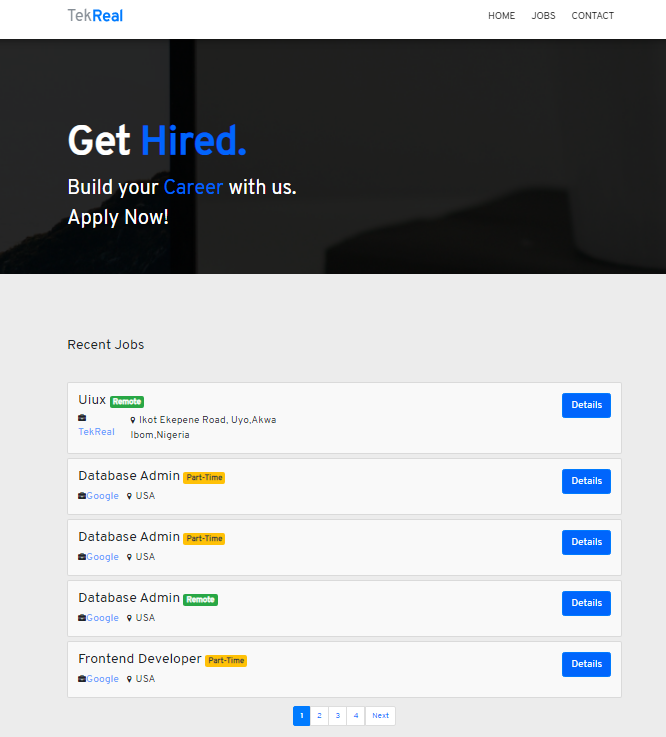 TekReal
HOME JOBS CONTACT
Get Hired.
Build your Career with us.
Apply Now!
Recent Jobs
Uiux Remote
Details
TekReal
Ikot Ekepene Road, Uyo,Akwa
Ibom,Nigeria
Database Admin Part-Time
Details
Google USA
Database Admin Part-Time
Details
Google USA
Database Admin Remote
Details
Google USA
Frontend Developer Part-Time
Details
Google USA
1 2 3 4 Next